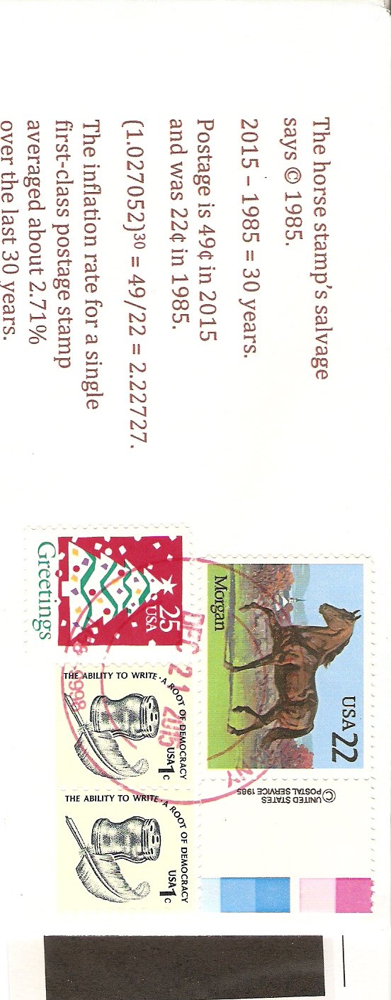 The horse stamp's salvage
says © 1985.
2015 – 1985 = 30 years.
Postage is 49¢ in 2015
and was 22¢ in 1985.
(1.027052)³⁰ = 49/22 = 2.22727.
The inflation rate for a single
first-class postage stamp
averaged about 2.71%
over the last 30 years.
USA 22
Morgan
© UNITED STATES
POSTAL SERVICE 1985
25
USA
Greetings
DEC 21 2015
NY
9998
THE ABILITY TO WRITE · A ROOT OF DEMOCRACY
USA 1c
THE ABILITY TO WRITE · A ROOT OF DEMOCRACY
USA 1c